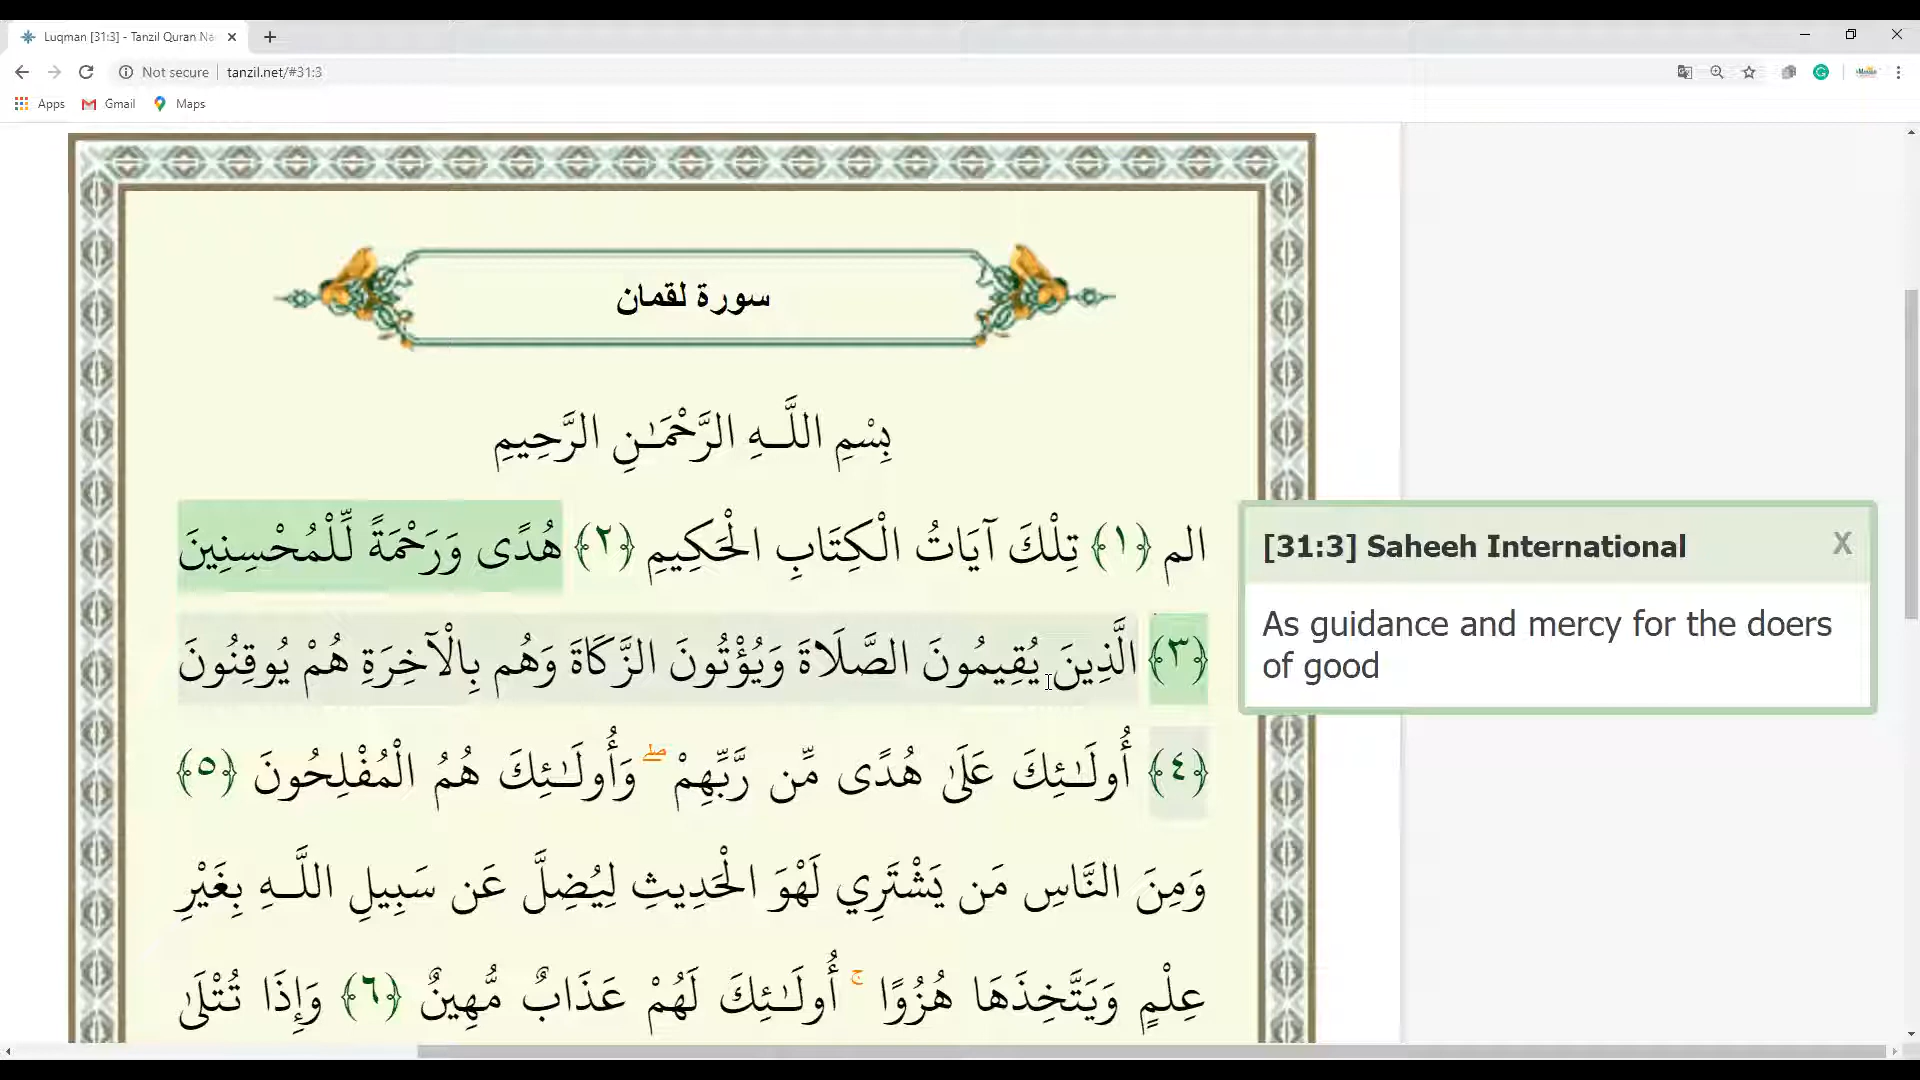 Luqman [31:3] - Tanzil Quran Na
Not secure | tanzil.net/#31:3
Apps Gmail Maps
سورة لقمان
بِسْمِ اللَّـهِ الرَّحْمَـٰنِ الرَّحِيمِ
الم ﴿١﴾ تِلْكَ آيَاتُ الْكِتَابِ الْحَكِيمِ ﴿٢﴾ هُدًى وَرَحْمَةً لِّلْمُحْسِنِينَ
﴿٣﴾ الَّذِينَ يُقِيمُونَ الصَّلَاةَ وَيُؤْتُونَ الزَّكَاةَ وَهُم بِالْآخِرَةِ هُمْ يُوقِنُونَ
﴿٤﴾ أُولَـٰئِكَ عَلَىٰ هُدًى مِّن رَّبِّهِمْ ۖ وَأُولَـٰئِكَ هُمُ الْمُفْلِحُونَ ﴿٥﴾
وَمِنَ النَّاسِ مَن يَشْتَرِي لَهْوَ الْحَدِيثِ لِيُضِلَّ عَن سَبِيلِ اللَّـهِ بِغَيْرِ
عِلْمٍ وَيَتَّخِذَهَا هُزُوًا ۚ أُولَـٰئِكَ لَهُمْ عَذَابٌ مُّهِينٌ ﴿٦﴾ وَإِذَا تُتْلَىٰ
[31:3] Saheeh International
X
As guidance and mercy for the doers
of good